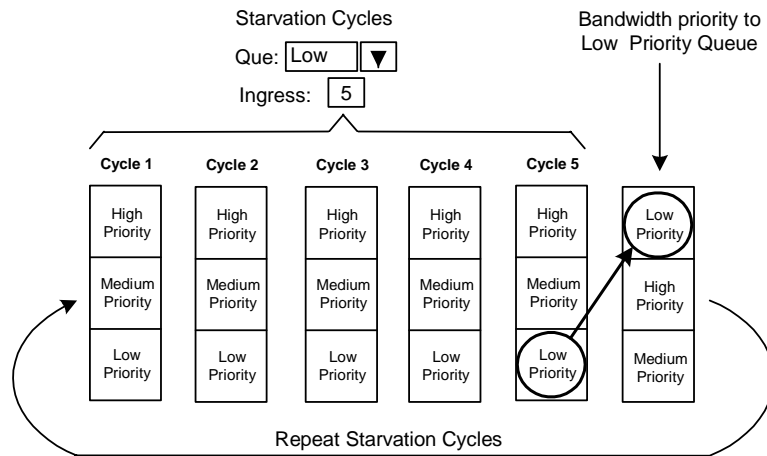 Starvation Cycles
Que: Low
Ingress: 5
Bandwidth priority to
Low Priority Queue
Cycle 1
Cycle 2
Cycle 3
Cycle 4
Cycle 5
High
Priority
Medium
Priority
Low
Priority
High
Priority
Medium
Priority
Low
Priority
High
Priority
Medium
Priority
Low
Priority
High
Priority
Medium
Priority
Low
Priority
High
Priority
Medium
Priority
Low
Priority
Low
Priority
High
Priority
Medium
Priority
Repeat Starvation Cycles